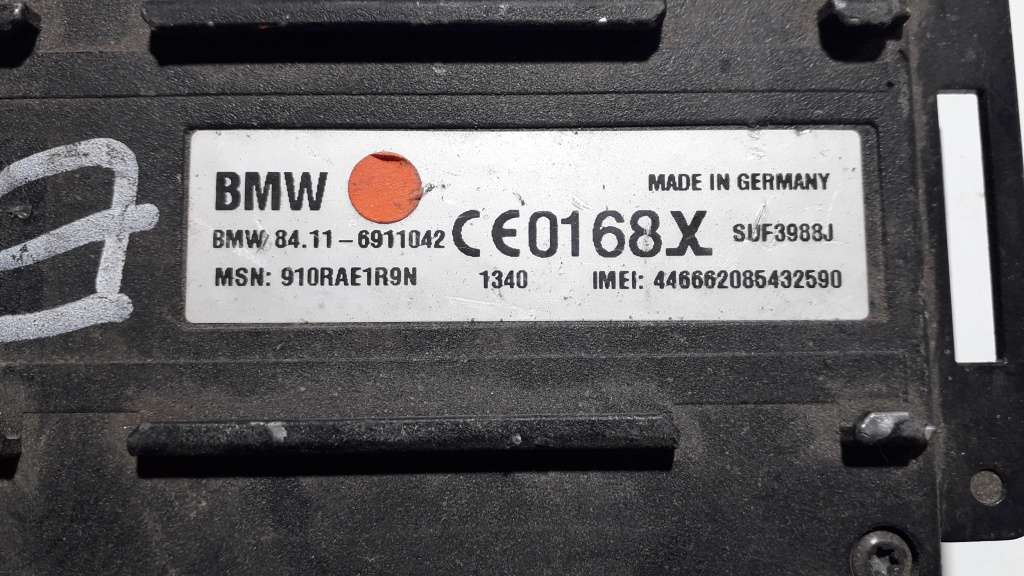 BMW
MADE IN GERMANY
BMW 84.11-6911042 CE0168X SUF3988J
MSN: 910RAE1R9N 1340 IMEI: 446662085432590